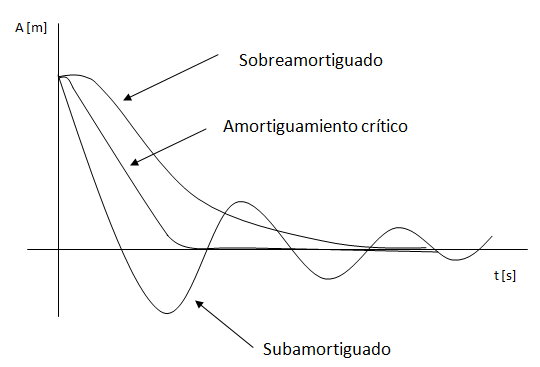 A [m]
Sobreamortiguado
Amortiguamiento crítico
t [s]
Subamortiguado